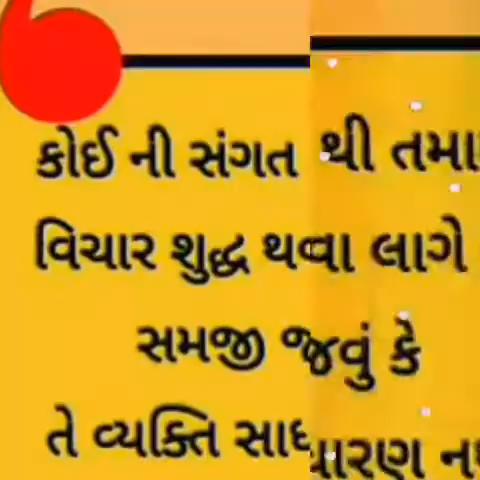 કોઈ ની સંગત થી તમા
વિચાર શુદ્ધ થવા લાગે
સમજી જવું કે
તે વ્યક્તિ સાધારણ ન